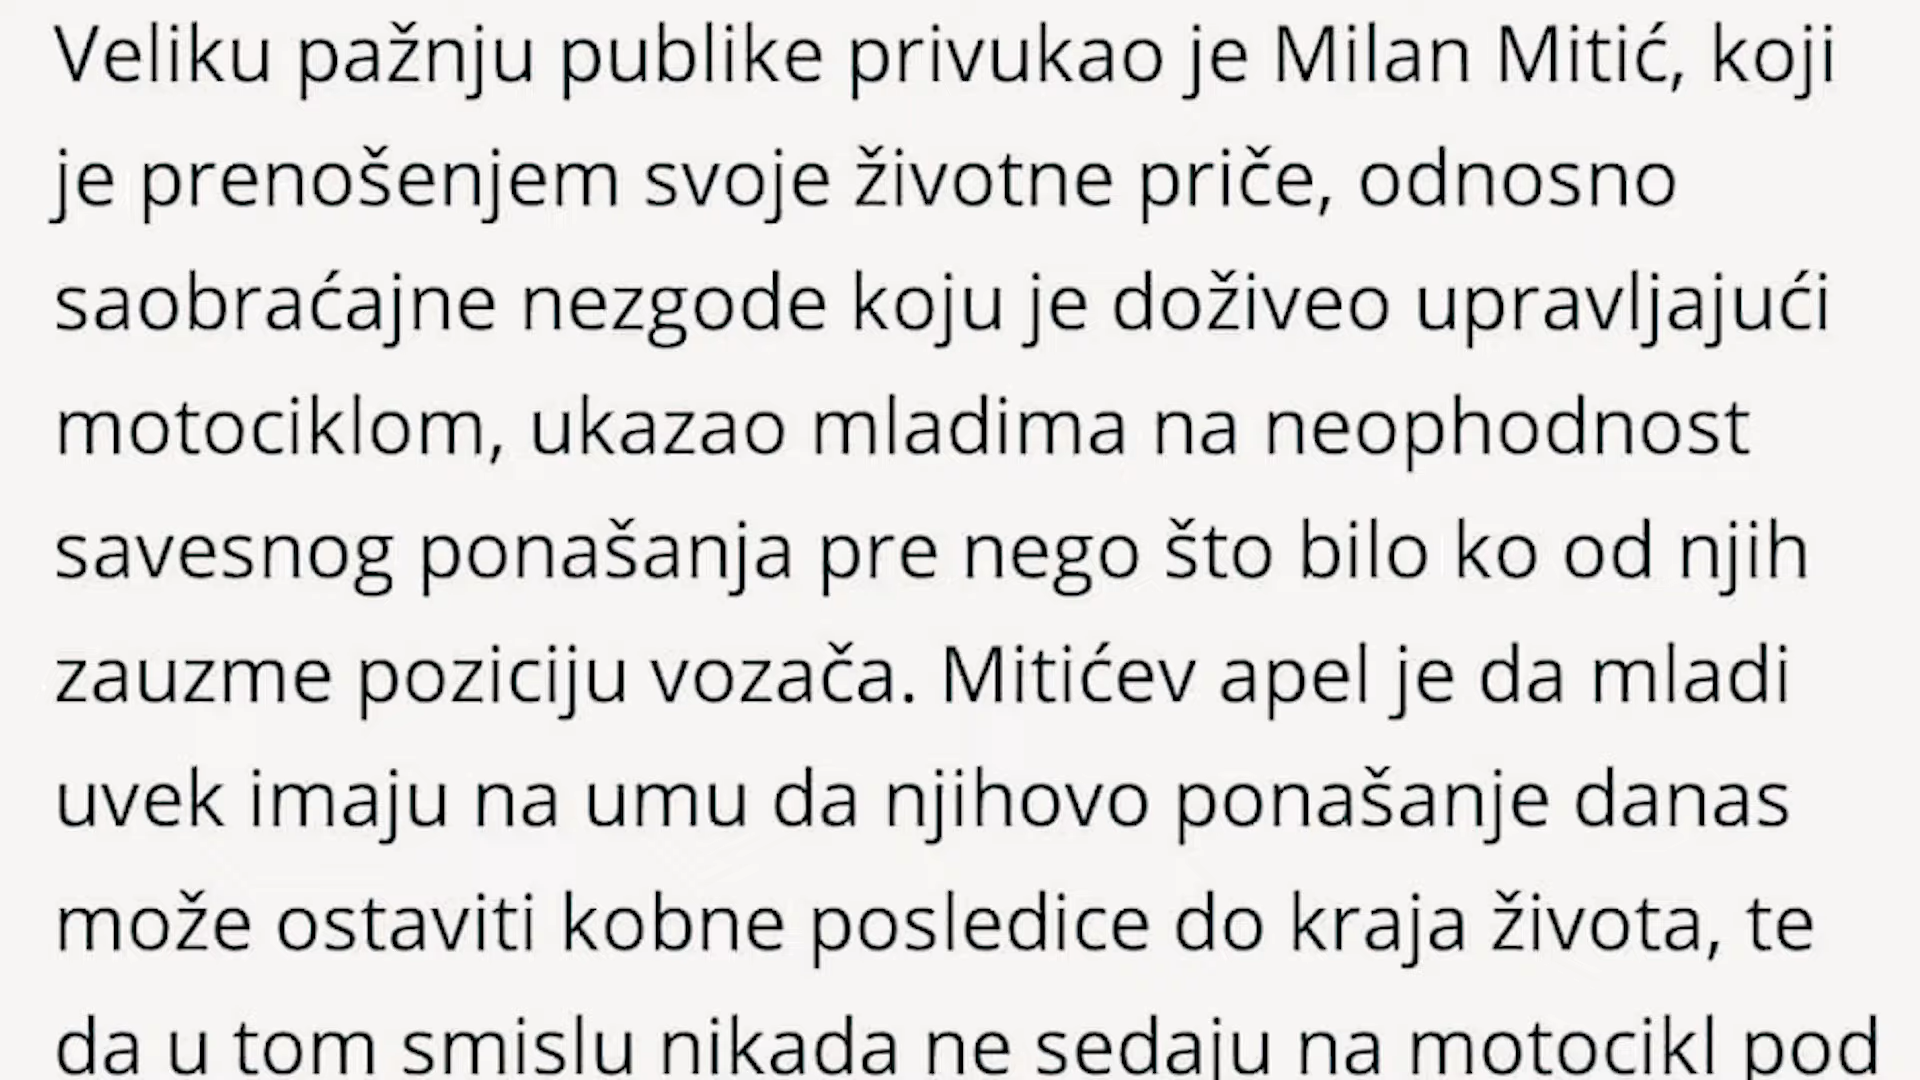 Veliku pažnju publike privukao je Milan Mitić, koji
je prenošenjem svoje životne priče, odnosno
saobraćajne nezgode koju je doživeo upravljajući
motociklom, ukazao mladima na neophodnost
savesnog ponašanja pre nego što bilo ko od njih
zauzme poziciju vozača. Mitićev apel je da mladi
uvek imaju na umu da njihovo ponašanje danas
može ostaviti kobne posledice do kraja života, te
da u tom smislu nikada ne sedaju na motocikl pod